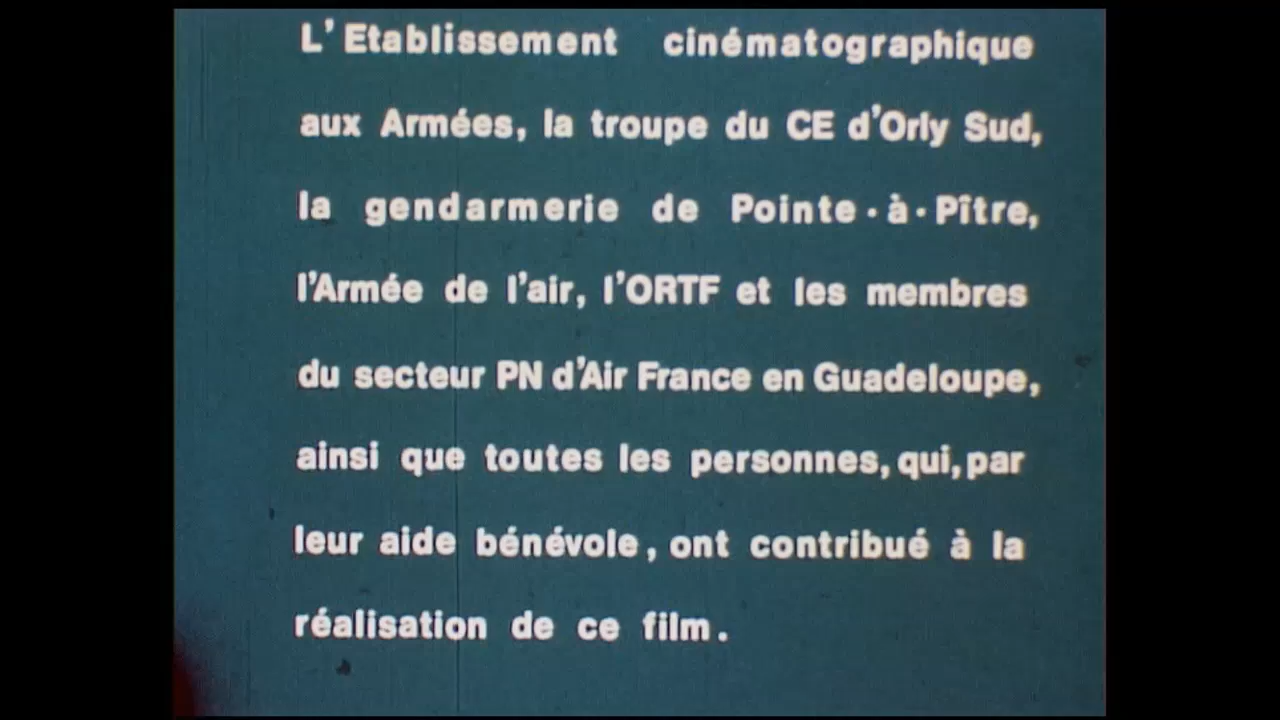 L'Etablissement cinématographique
aux Armées, la troupe du CE d'Orly Sud,
la gendarmerie de Pointe-à-Pître,
l'Armée de l'air, l'ORTF et les membres
du secteur PN d'Air France en Guadeloupe,
ainsi que toutes les personnes, qui, par
leur aide bénévole, ont contribué à la
réalisation de ce film.